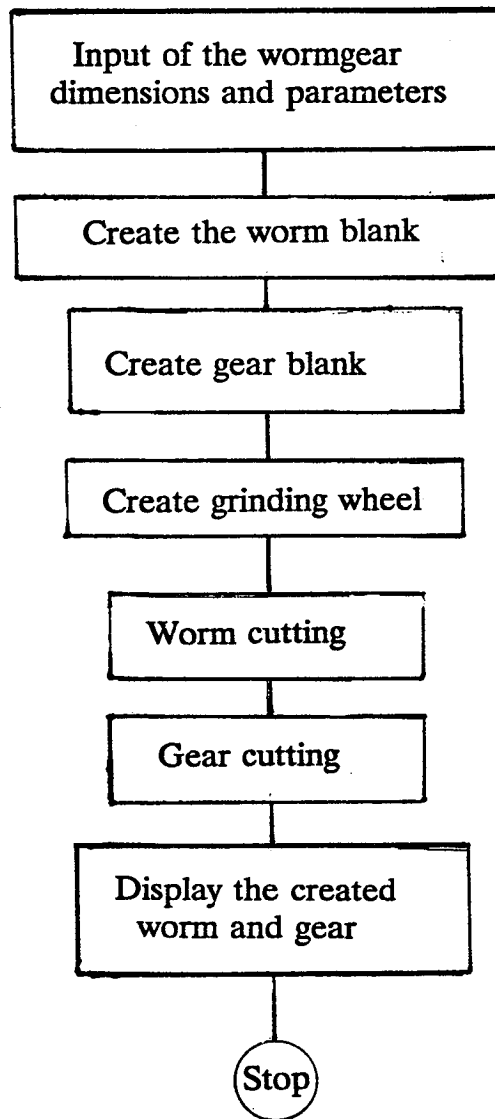 Input of the wormgear
dimensions and parameters
Create the worm blank
Create gear blank
Create grinding wheel
Worm cutting
Gear cutting
Display the created
worm and gear
Stop